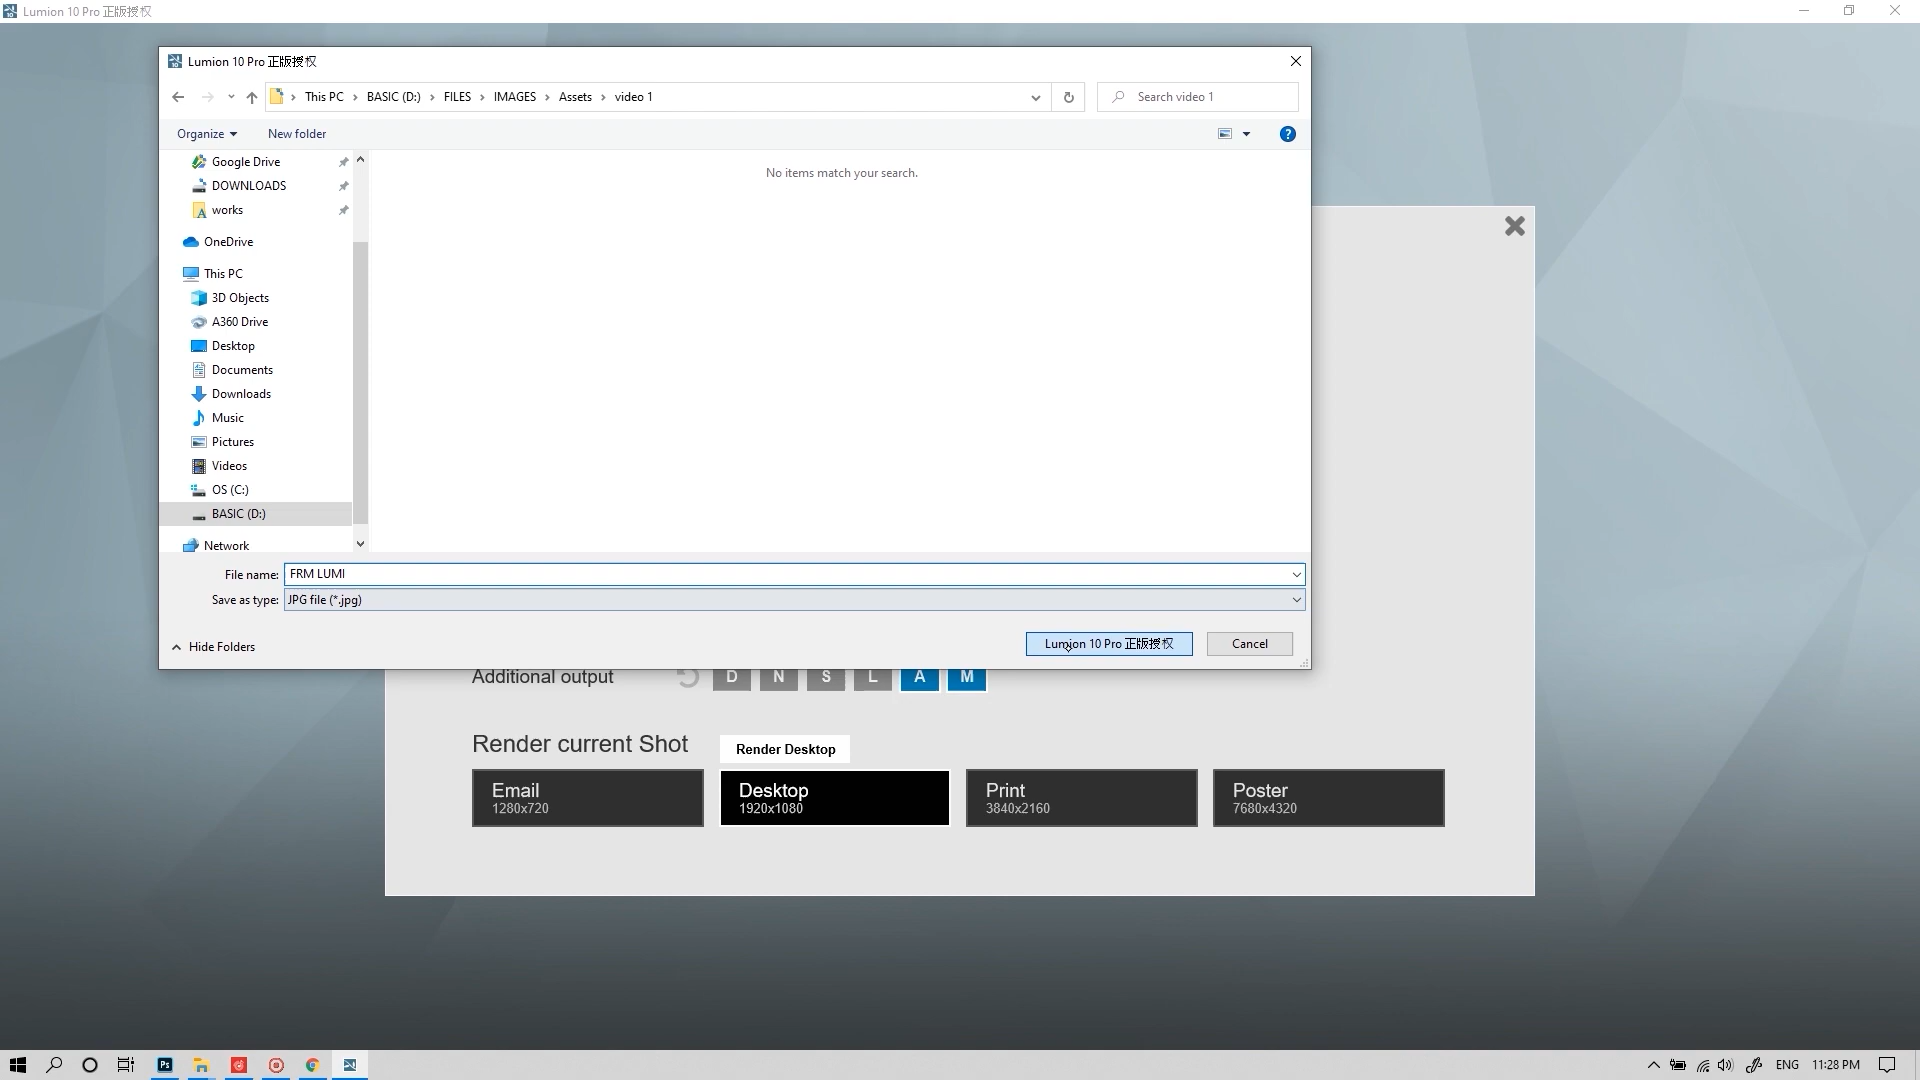 Lumion 10 Pro 正版授权
Lumion 10 Pro 正版授权
This PC
BASIC (D:)
FILES
IMAGES
Assets
video 1
Search video 1
Organize
New folder
?
Google Drive
DOWNLOADS
works
OneDrive
This PC
3D Objects
A360 Drive
Desktop
Documents
Downloads
Music
Pictures
Videos
OS (C:)
BASIC (D:)
Network
No items match your search.
File name: FRM LUMI
Save as type: JPG file (*.jpg)
Hide Folders
Lumion 10 Pro 正版授权
Cancel
Additional output
D N S L A M
Render current Shot
Render Desktop
Email
1280x720
Desktop
1920x1080
Print
3840x2160
Poster
7680x4320
Ps
ENG
11:28 PM